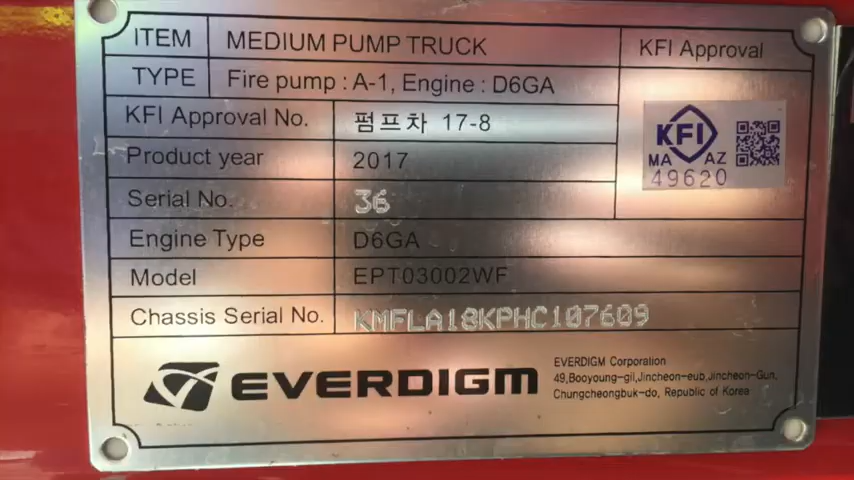 ITEM MEDIUM PUMP TRUCK
KFI Approval
TYPE Fire pump : A-1, Engine : D6GA
KFI Approval No. 펌프차 17-8
KFI
MA AZ
49620
Product year 2017
Serial No. 36
Engine Type D6GA
Model EPT03002WF
Chassis Serial No. KMFLA18KPHC107609
EVERDIGM
EVERDIGM Corporation
49,Booyoung-gil,Jincheon-eub,Jincheon-Gun,
Chungcheongbuk-do, Republic of Korea